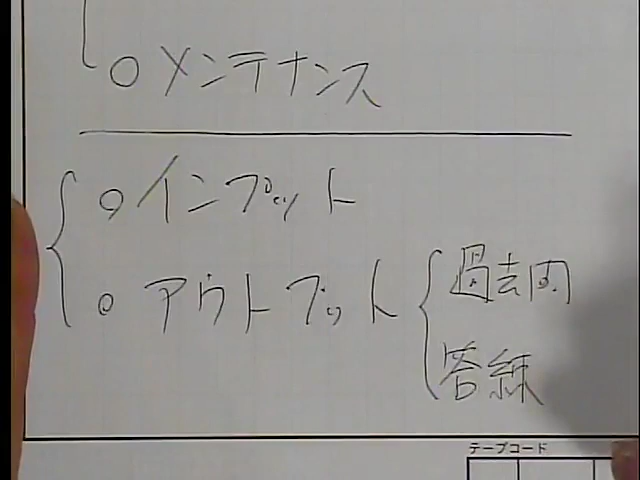 ○メンテナンス
○インプット
○アウトプット
過去問
答練
テープコード